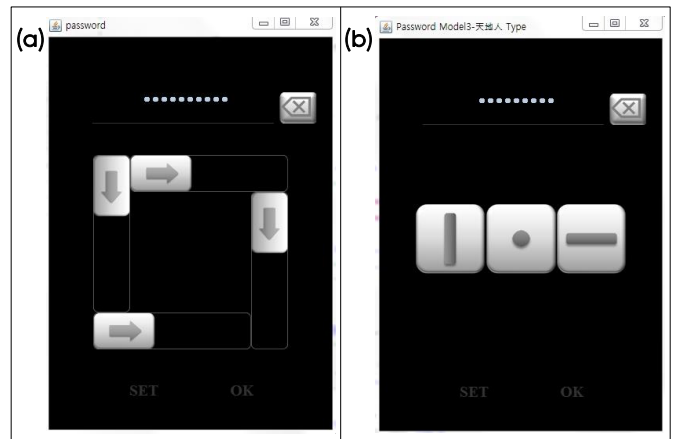 (a)
password
SET OK
(b)
Password Model3-天地人 Type
SET OK